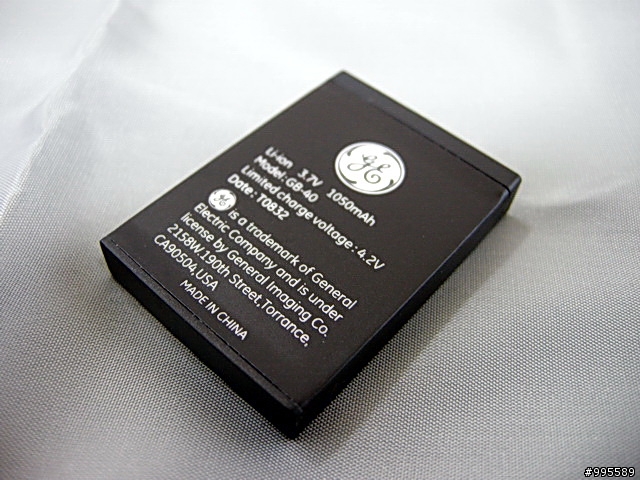 GE
Li-ion 3.7V 1050mAh
Model: GB-40
Limited charge voltage: 4.2V
Date: T0832
GE is a trademark of General
Electric Company and is under
license by General Imaging Co.
2158W.190th Street,Torrance,
CA90504,USA
MADE IN CHINA
#995589